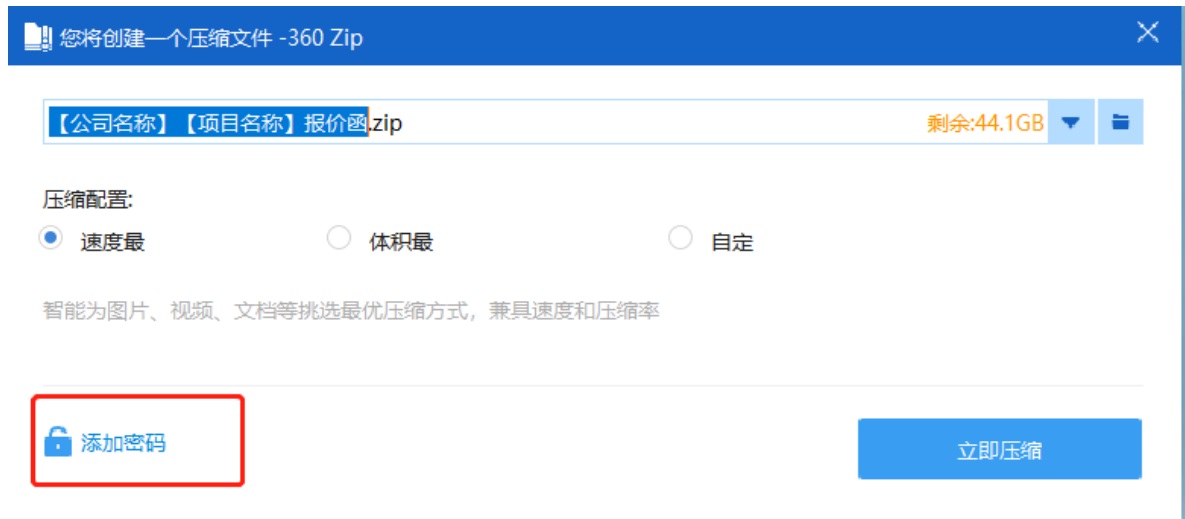 您将创建一个压缩文件 -360 Zip
【公司名称】【项目名称】报价函.zip 剩余:44.1GB
压缩配置:
速度最 体积最 自定
智能为图片、视频、文档等挑选最优压缩方式，兼具速度和压缩率
添加密码 立即压缩